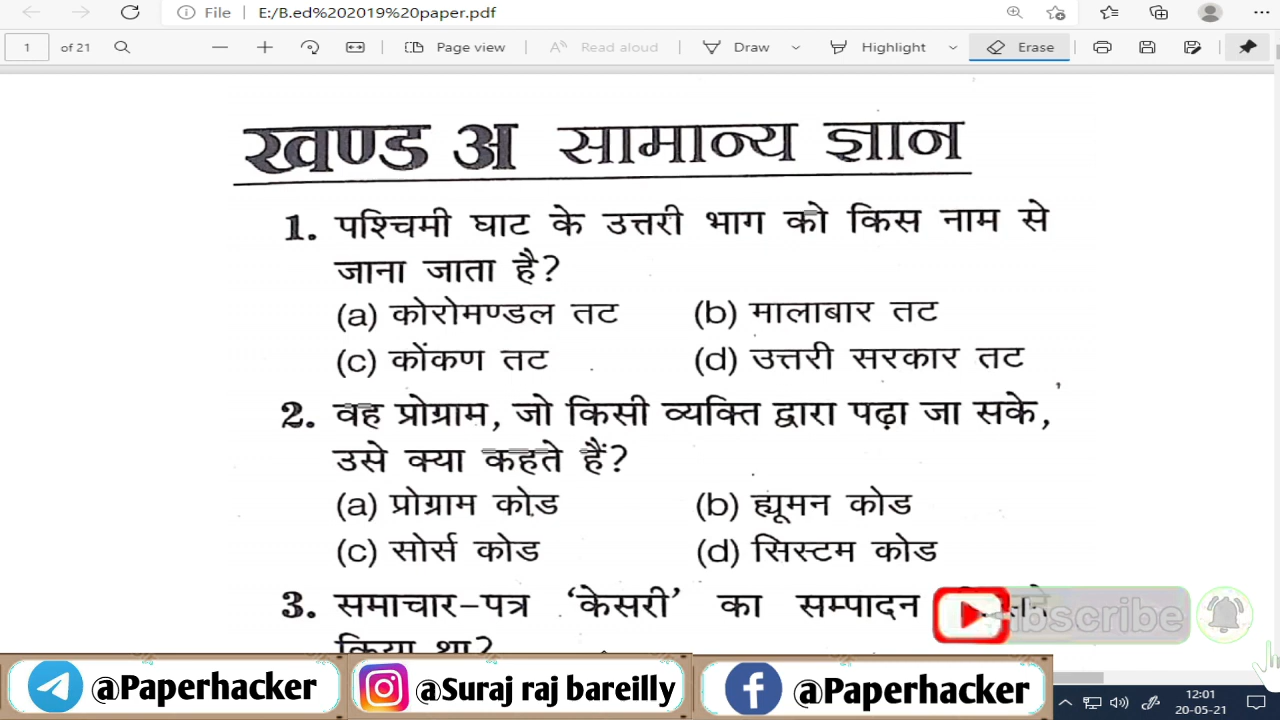 File E:/B.ed%202019%20paper.pdf
1 of 21 Page view Read aloud Draw Highlight Erase
खण्ड अ सामान्य ज्ञान
1. पश्चिमी घाट के उत्तरी भाग को किस नाम से
जाना जाता है?
(a) कोरोमण्डल तट (b) मालाबार तट
(c) कोंकण तट (d) उत्तरी सरकार तट
2. वह प्रोग्राम, जो किसी व्यक्ति द्वारा पढ़ा जा सके,
उसे क्या कहते हैं?
(a) प्रोग्राम कोड (b) ह्यूमन कोड
(c) सोर्स कोड (d) सिस्टम कोड
3. समाचार-पत्र 'केसरी' का सम्पादन
किया था?
@Paperhacker @Suraj raj bareilly @Paperhacker
12:01
20-05-21